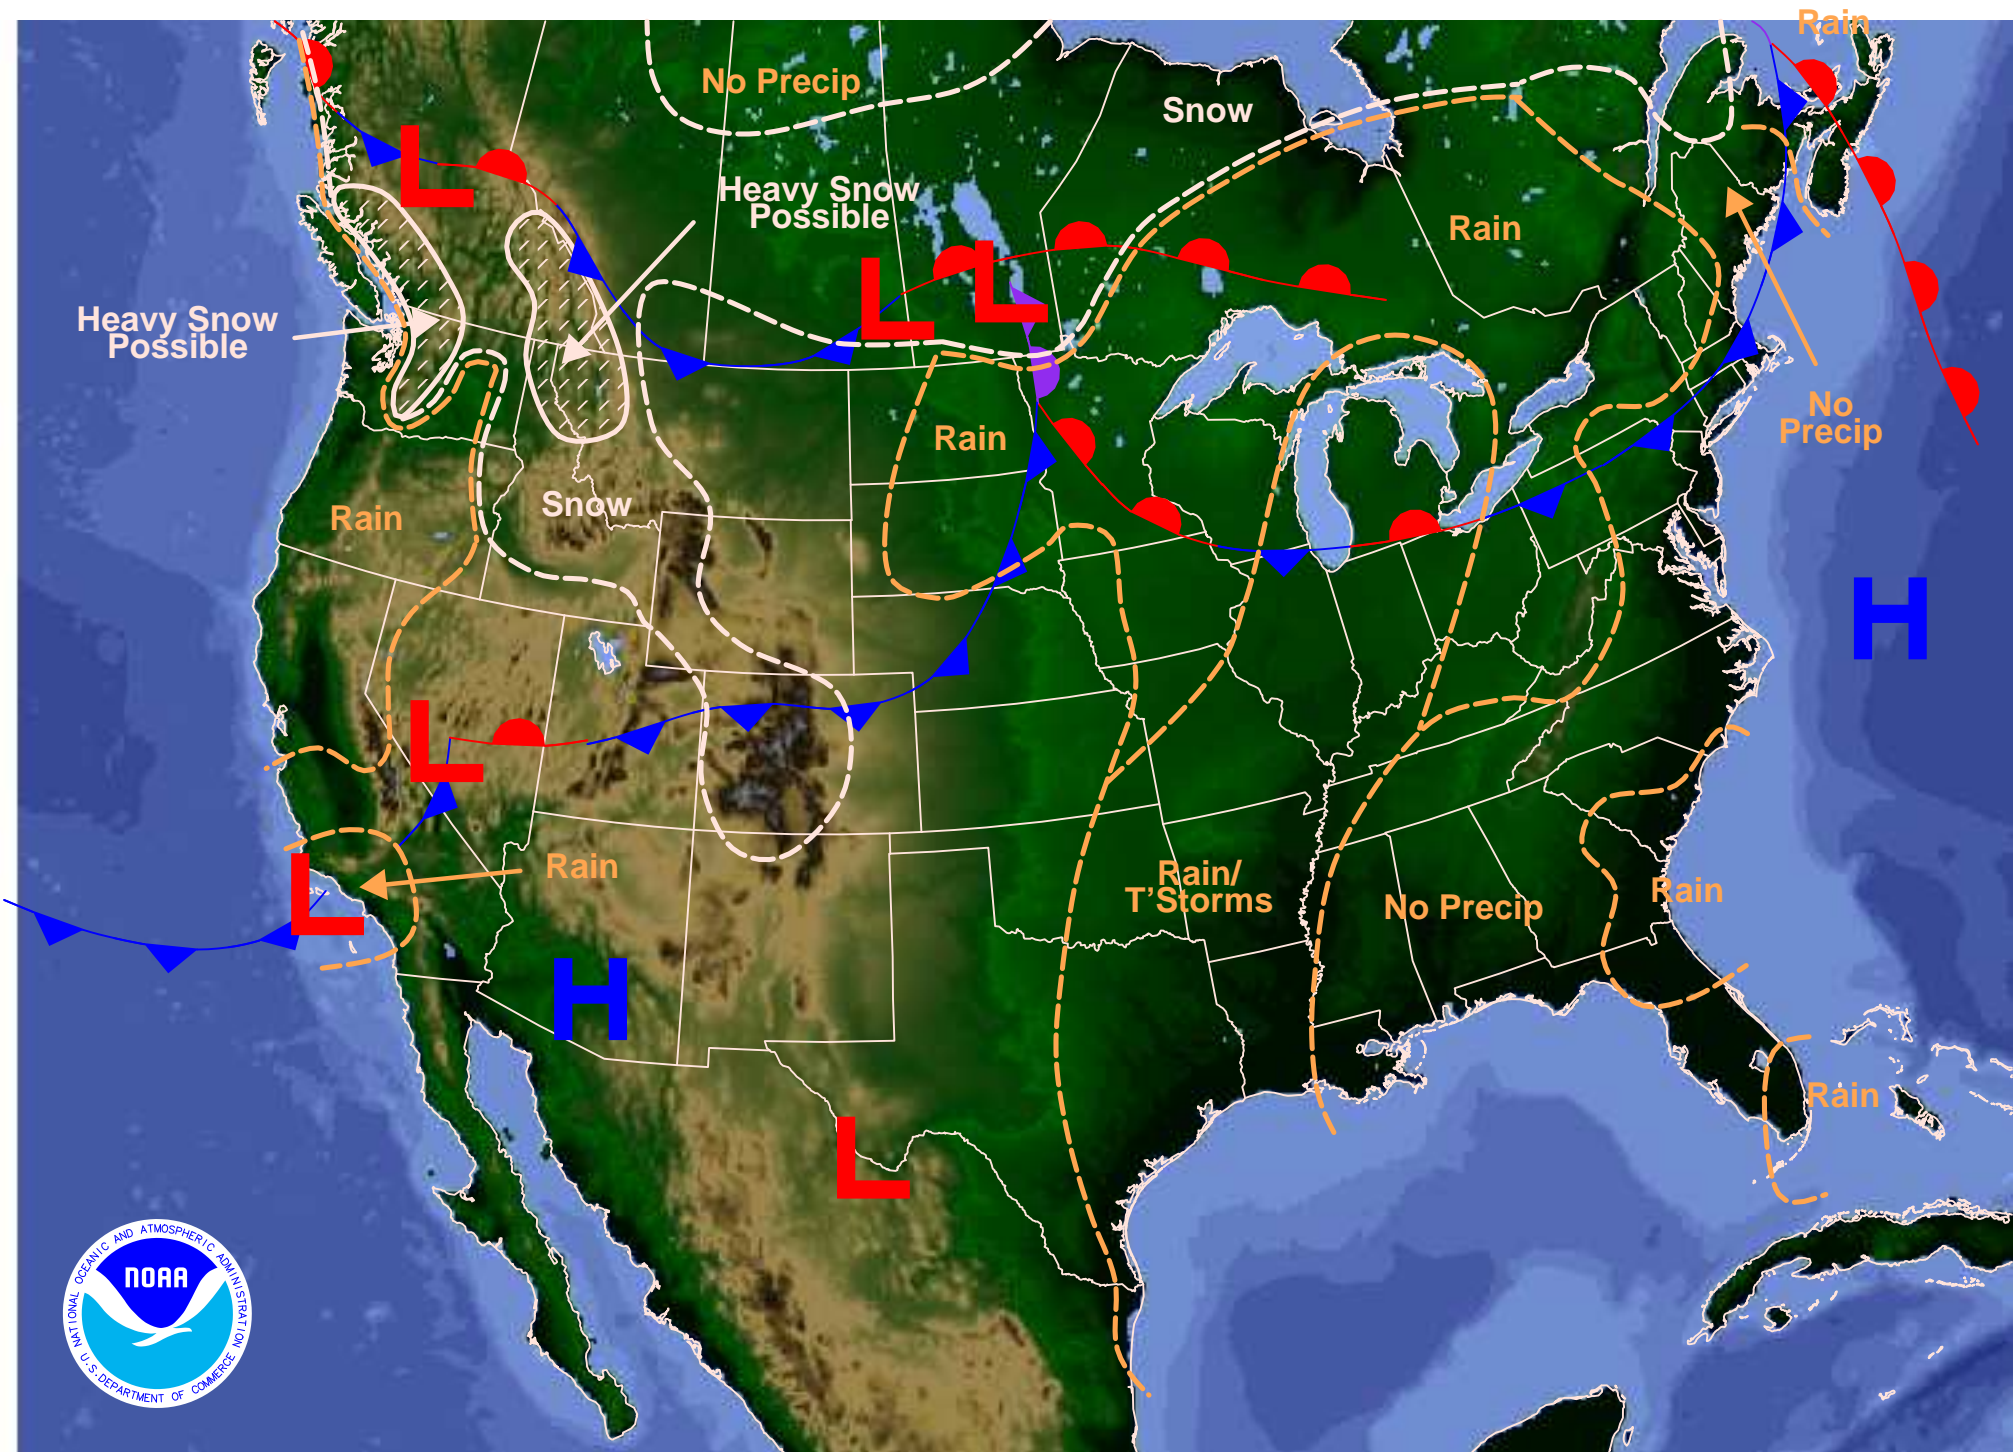 Rain
No Precip
Snow
Heavy Snow
Possible
Rain
Heavy Snow
Possible
L
L
L
No
Precip
Rain
Snow
Rain
H
L
Rain
Rain/
T'Storms
No Precip
Rain
L
H
Rain
L
NATIONAL OCEANIC AND ATMOSPHERIC ADMINISTRATION
NOAA
U.S. DEPARTMENT OF COMMERCE